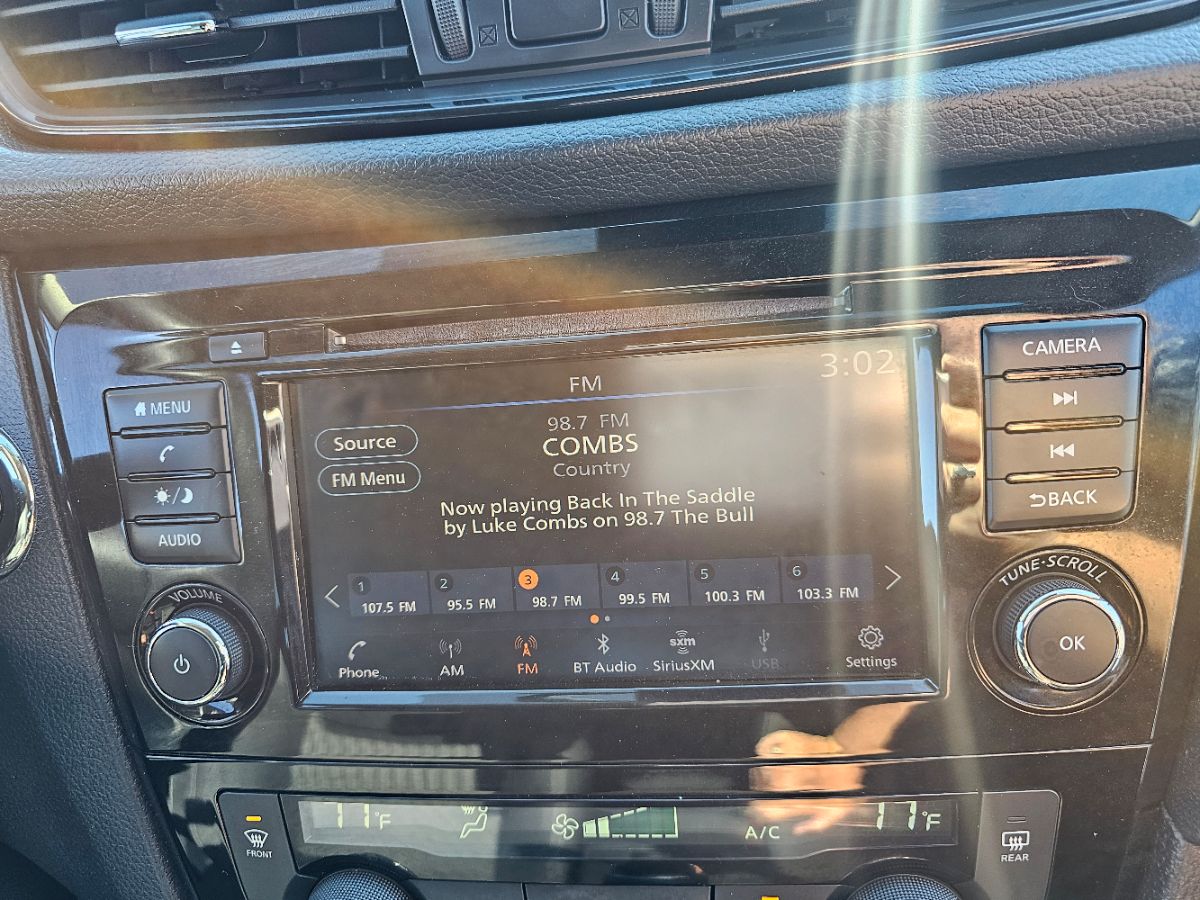 3:02
FM
98.7 FM
COMBS
Country
Source
FM Menu
Now playing Back In The Saddle
by Luke Combs on 98.7 The Bull
1 2 3 4 5 6
107.5 FM 95.5 FM 98.7 FM 99.5 FM 100.3 FM 103.3 FM
Phone AM FM BT Audio sxm SiriusXM USB Settings
MENU
AUDIO
VOLUME
CAMERA
BACK
TUNE·SCROLL
OK
FRONT
°F
A/C
°F
REAR